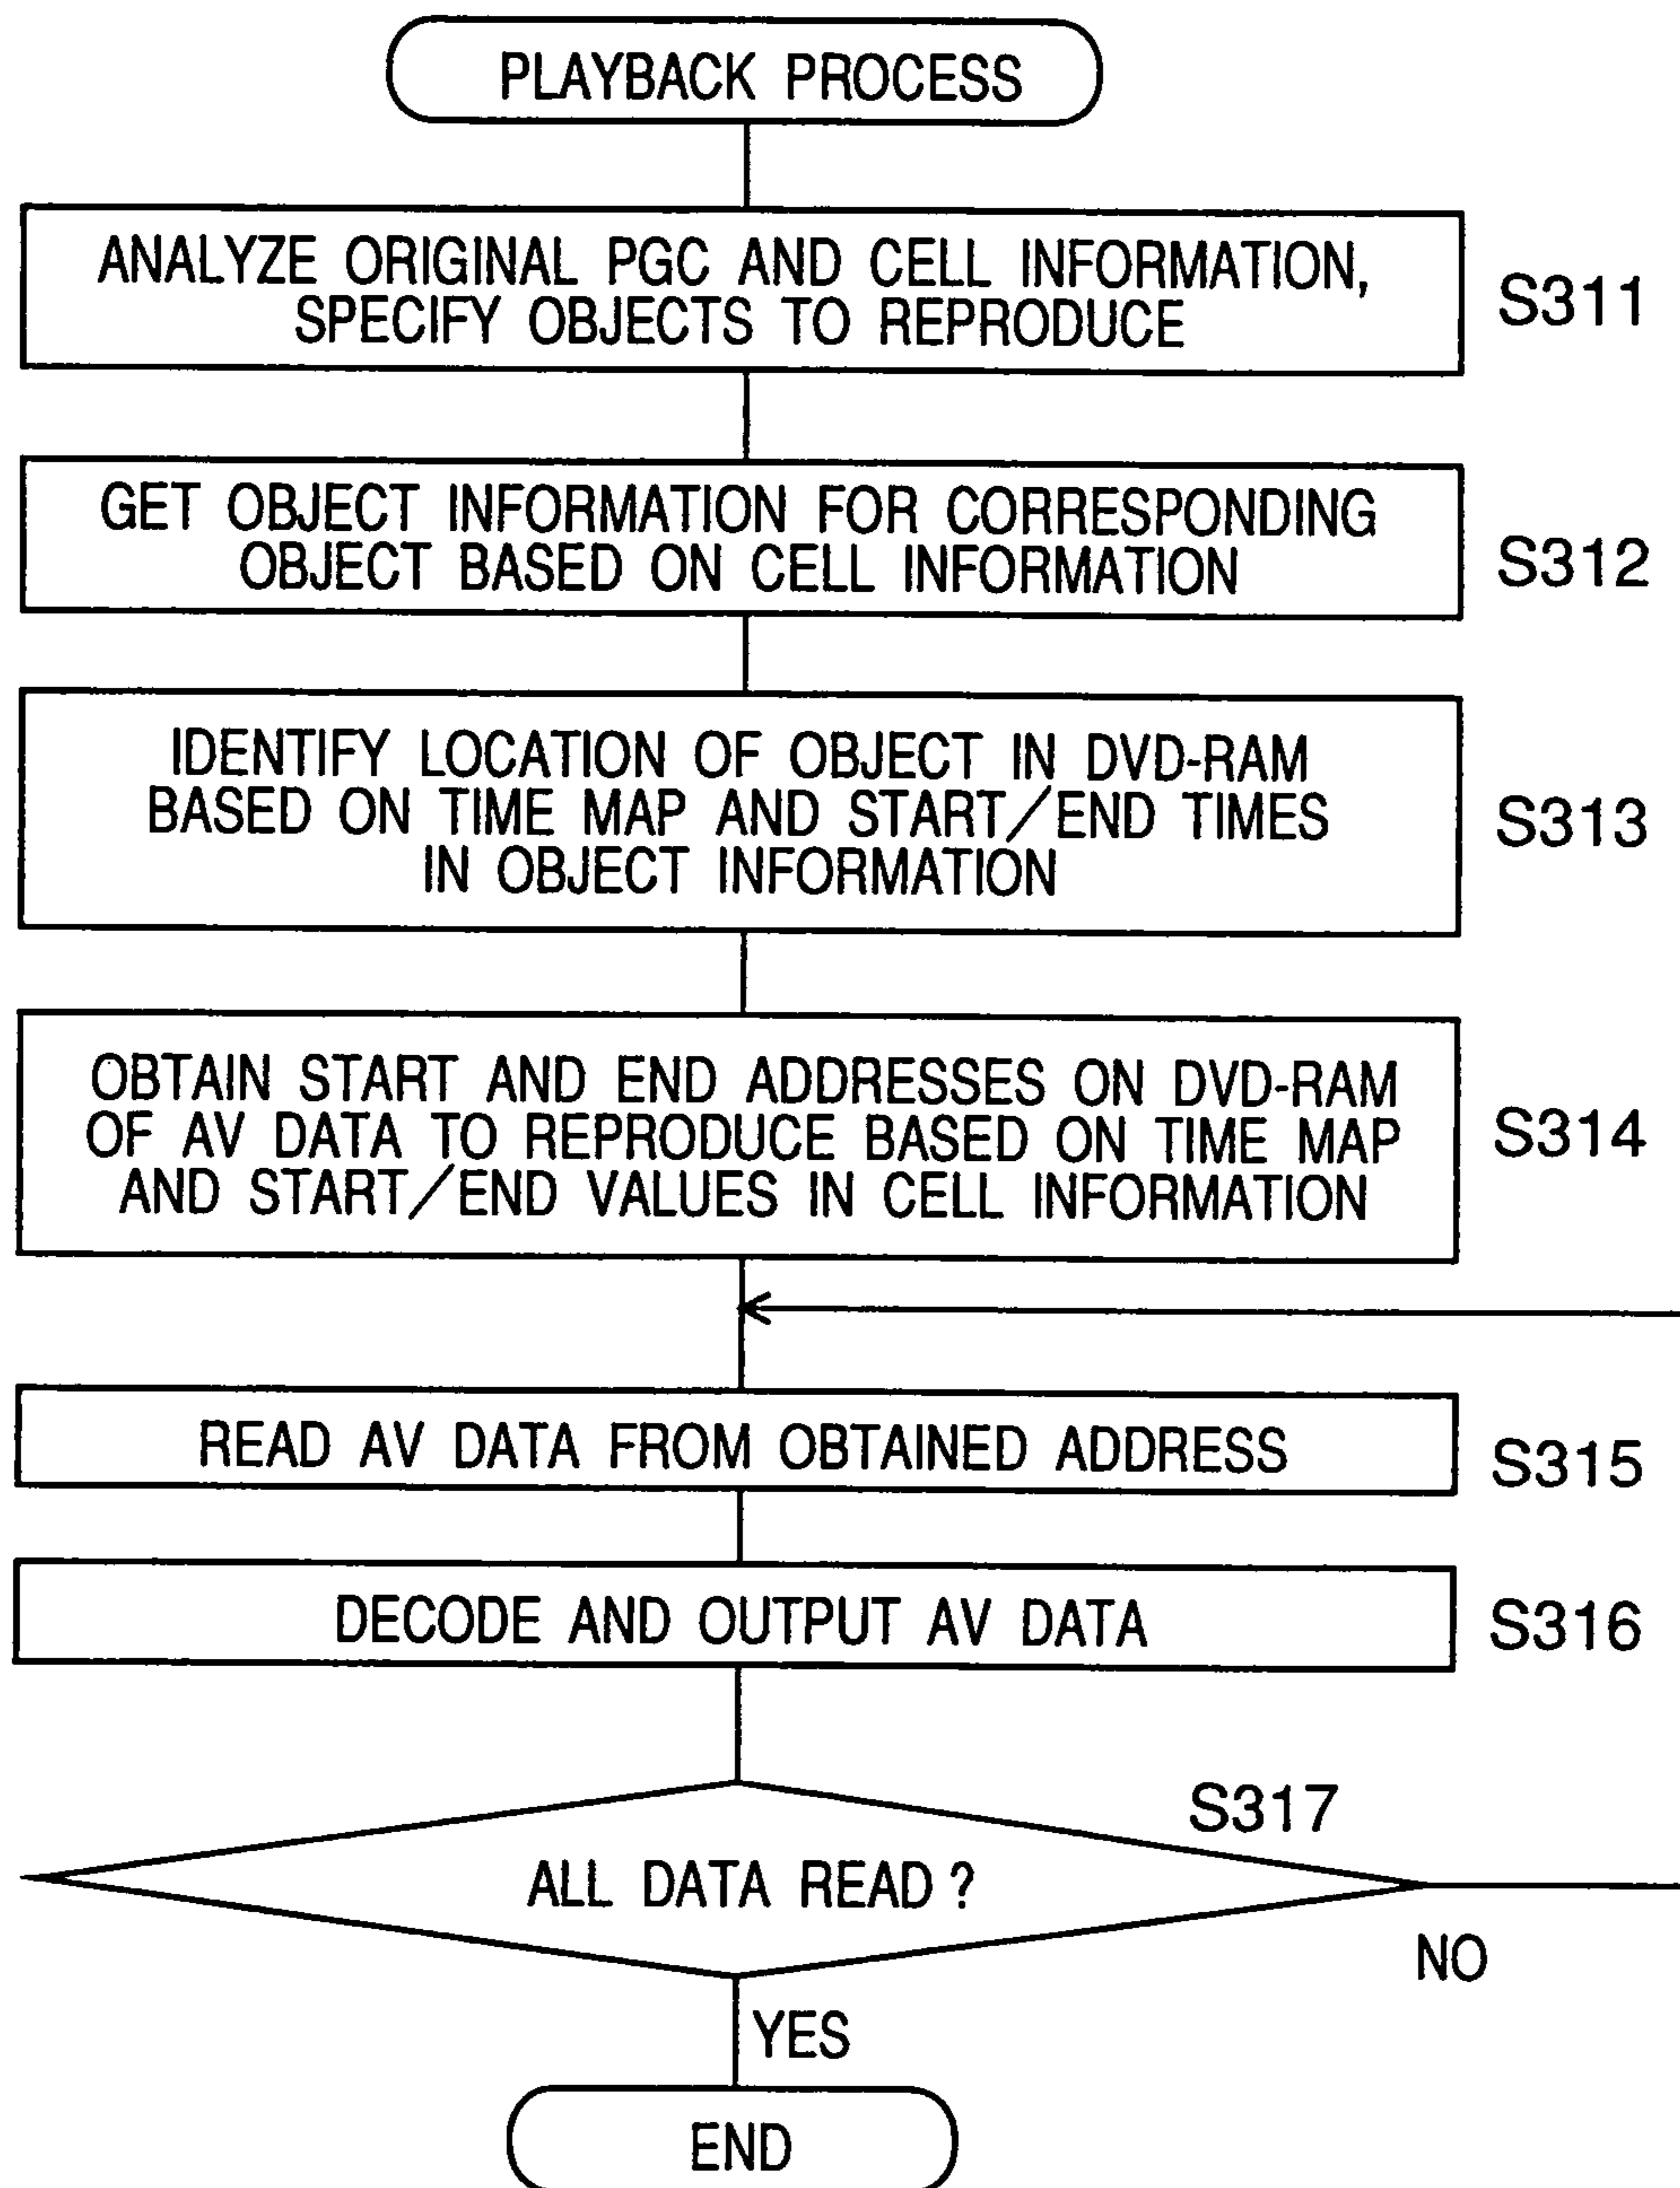 PLAYBACK PROCESS
ANALYZE ORIGINAL PGC AND CELL INFORMATION,
SPECIFY OBJECTS TO REPRODUCE
S311
GET OBJECT INFORMATION FOR CORRESPONDING
OBJECT BASED ON CELL INFORMATION
S312
IDENTIFY LOCATION OF OBJECT IN DVD-RAM
BASED ON TIME MAP AND START/END TIMES
IN OBJECT INFORMATION
S313
OBTAIN START AND END ADDRESSES ON DVD-RAM
OF AV DATA TO REPRODUCE BASED ON TIME MAP
AND START/END VALUES IN CELL INFORMATION
S314
READ AV DATA FROM OBTAINED ADDRESS
S315
DECODE AND OUTPUT AV DATA
S316
S317
ALL DATA READ ?
NO
YES
END